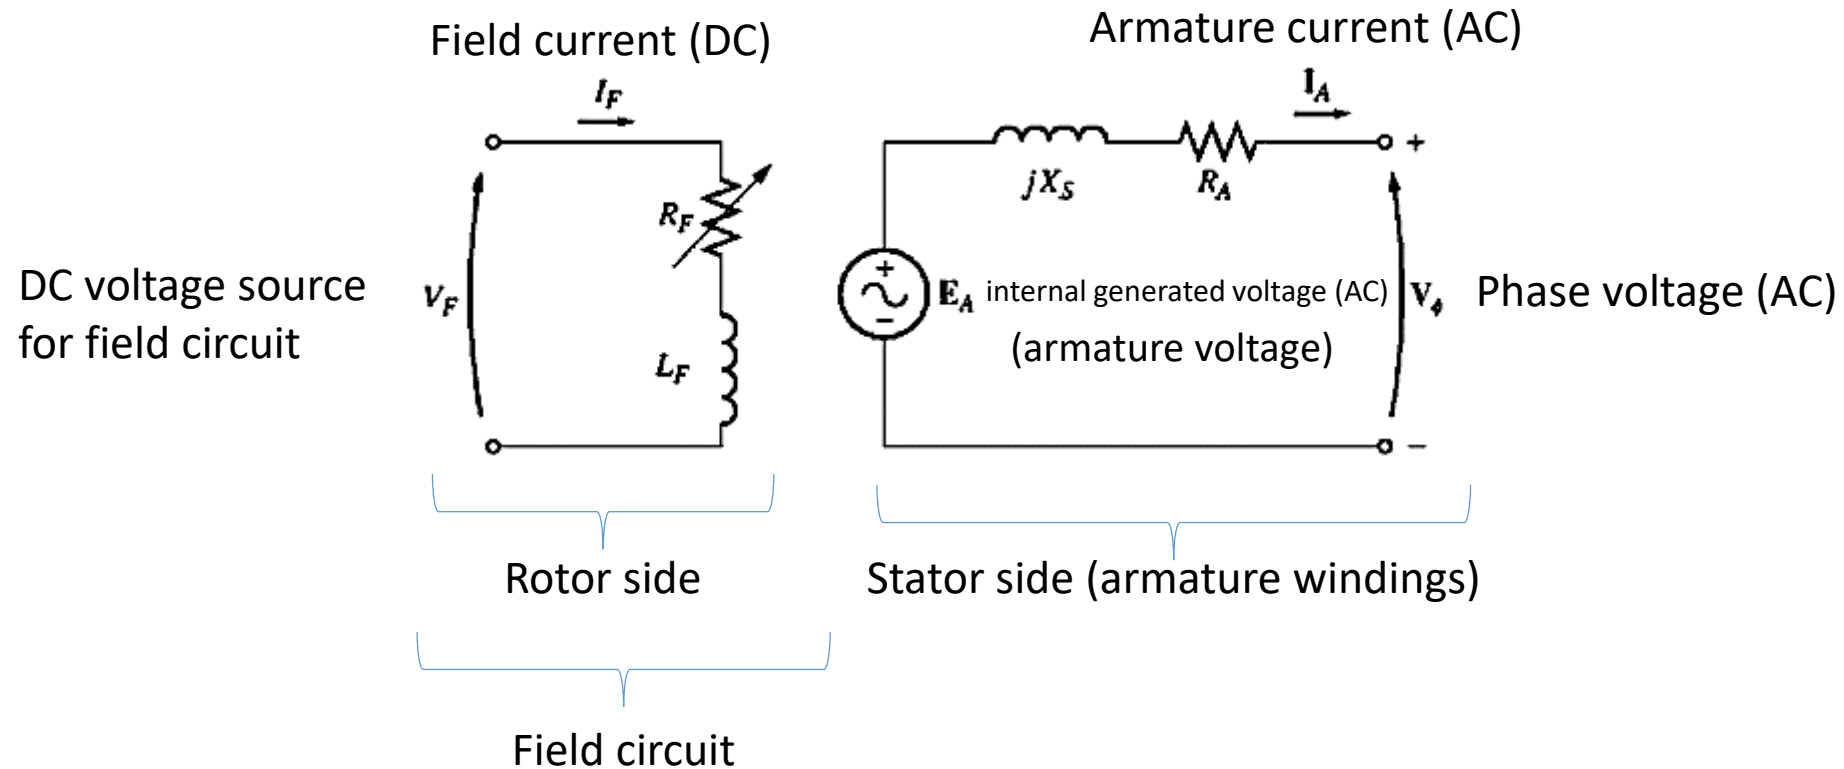 Field current (DC)
Armature current (AC)
I_F
I_A
+
jX_S
R_A
R_F
DC voltage source
for field circuit
V_F
+
−
E_A internal generated voltage (AC)
(armature voltage)
V_ϕ
Phase voltage (AC)
L_F
−
Rotor side
Stator side (armature windings)
Field circuit